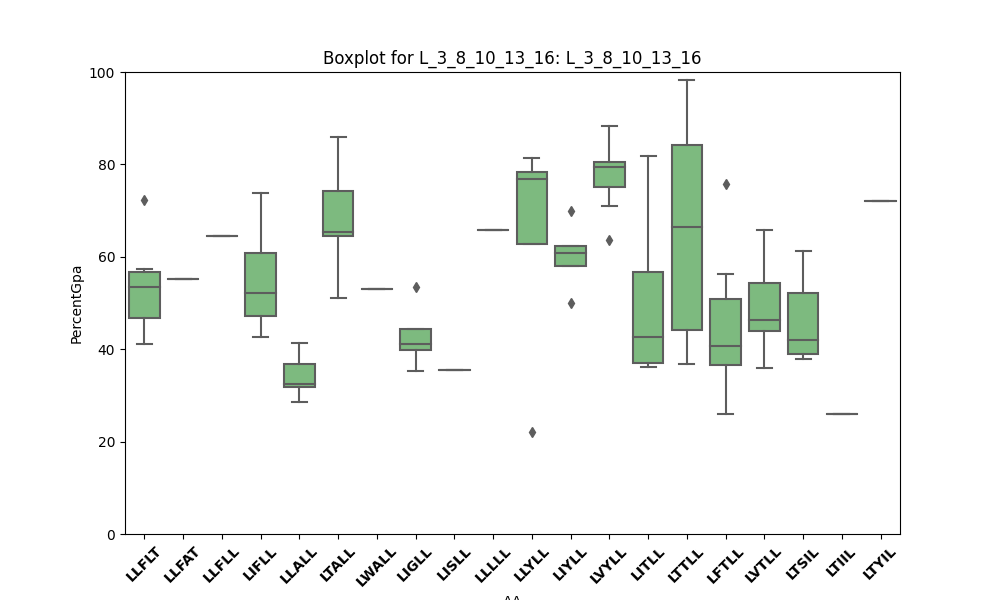 Boxplot for L_3_8_10_13_16: L_3_8_10_13_16
100
80
60
40
20
0
PercentGpa
LLFLT
LLFAT
LLFLL
LIFLL
LLALL
LTALL
LWALL
LIGLL
LISLL
LLLLL
LLYLL
LIYLL
LVYLL
LITLL
LTTLL
LFTLL
LVTLL
LTSIL
LTIIL
LTYIL
AA